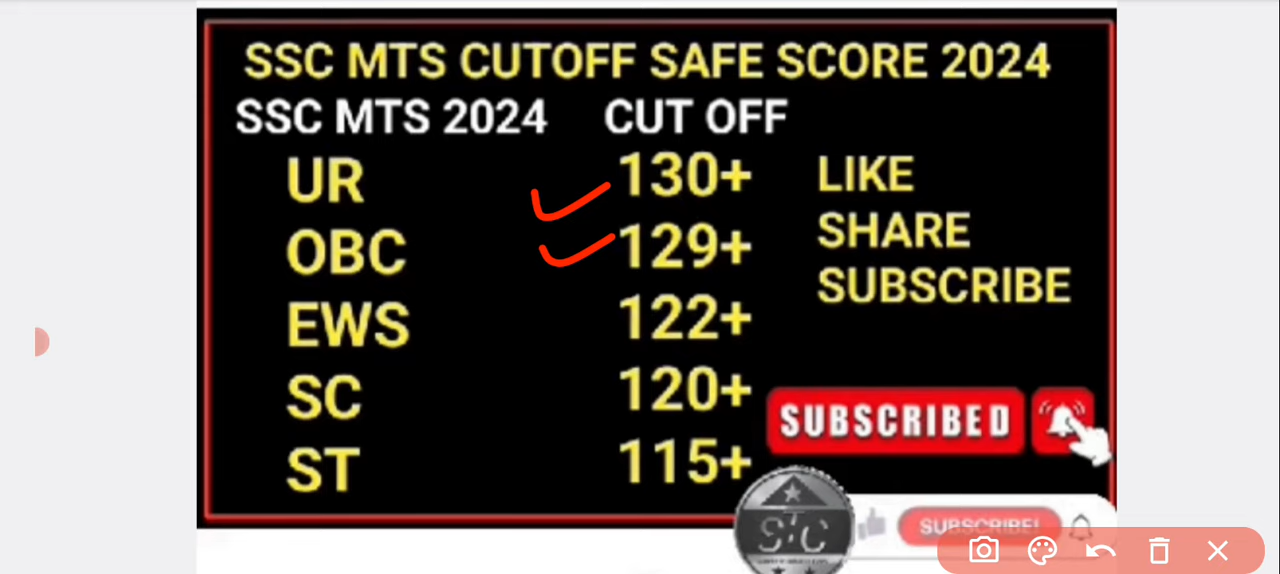 SSC MTS CUTOFF SAFE SCORE 2024
SSC MTS 2024 CUT OFF
UR 130+ LIKE
OBC 129+ SHARE
SUBSCRIBE
EWS 122+
SC 120+
SUBSCRIBED
ST 115+
STC
SUBSCRIBE!